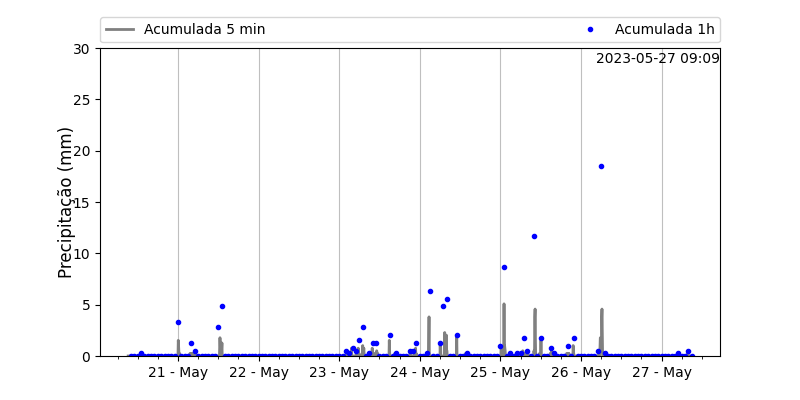 Acumulada 5 min
Acumulada 1h
2023-05-27 09:09
Precipitação (mm)
30
25
20
15
10
5
0
21 - May
22 - May
23 - May
24 - May
25 - May
26 - May
27 - May